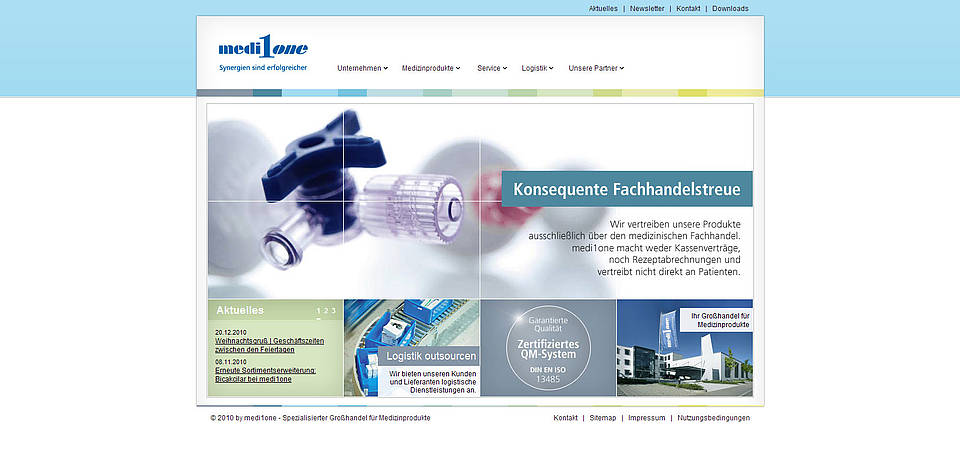 Aktuelles | Newsletter | Kontakt | Downloads
medi1one
Synergien sind erfolgreicher
Unternehmen
Medizinprodukte
Service
Logistik
Unsere Partner
Konsequente Fachhandelstreue
Wir vertreiben unsere Produkte
ausschließlich über den medizinischen Fachhandel.
medi1one macht weder Kassenverträge,
noch Rezeptabrechnungen und
vertreibt nicht direkt an Patienten.
Aktuelles
1 2 3
20.12.2010
Weihnachtsgruß | Geschäftszeiten
zwischen den Feiertagen
08.11.2010
Erneute Sortimentserweiterung:
Bicakcilar bei medi1one
Logistik outsourcen
Wir bieten unseren Kunden
und Lieferanten logistische
Dienstleistungen an.
Garantierte
Qualität
Zertifiziertes
QM-System
DIN EN ISO
13485
Ihr Großhandel für
Medizinprodukte
© 2010 by medi1one - Spezialisierter Großhandel für Medizinprodukte
Kontakt | Sitemap | Impressum | Nutzungsbedingungen